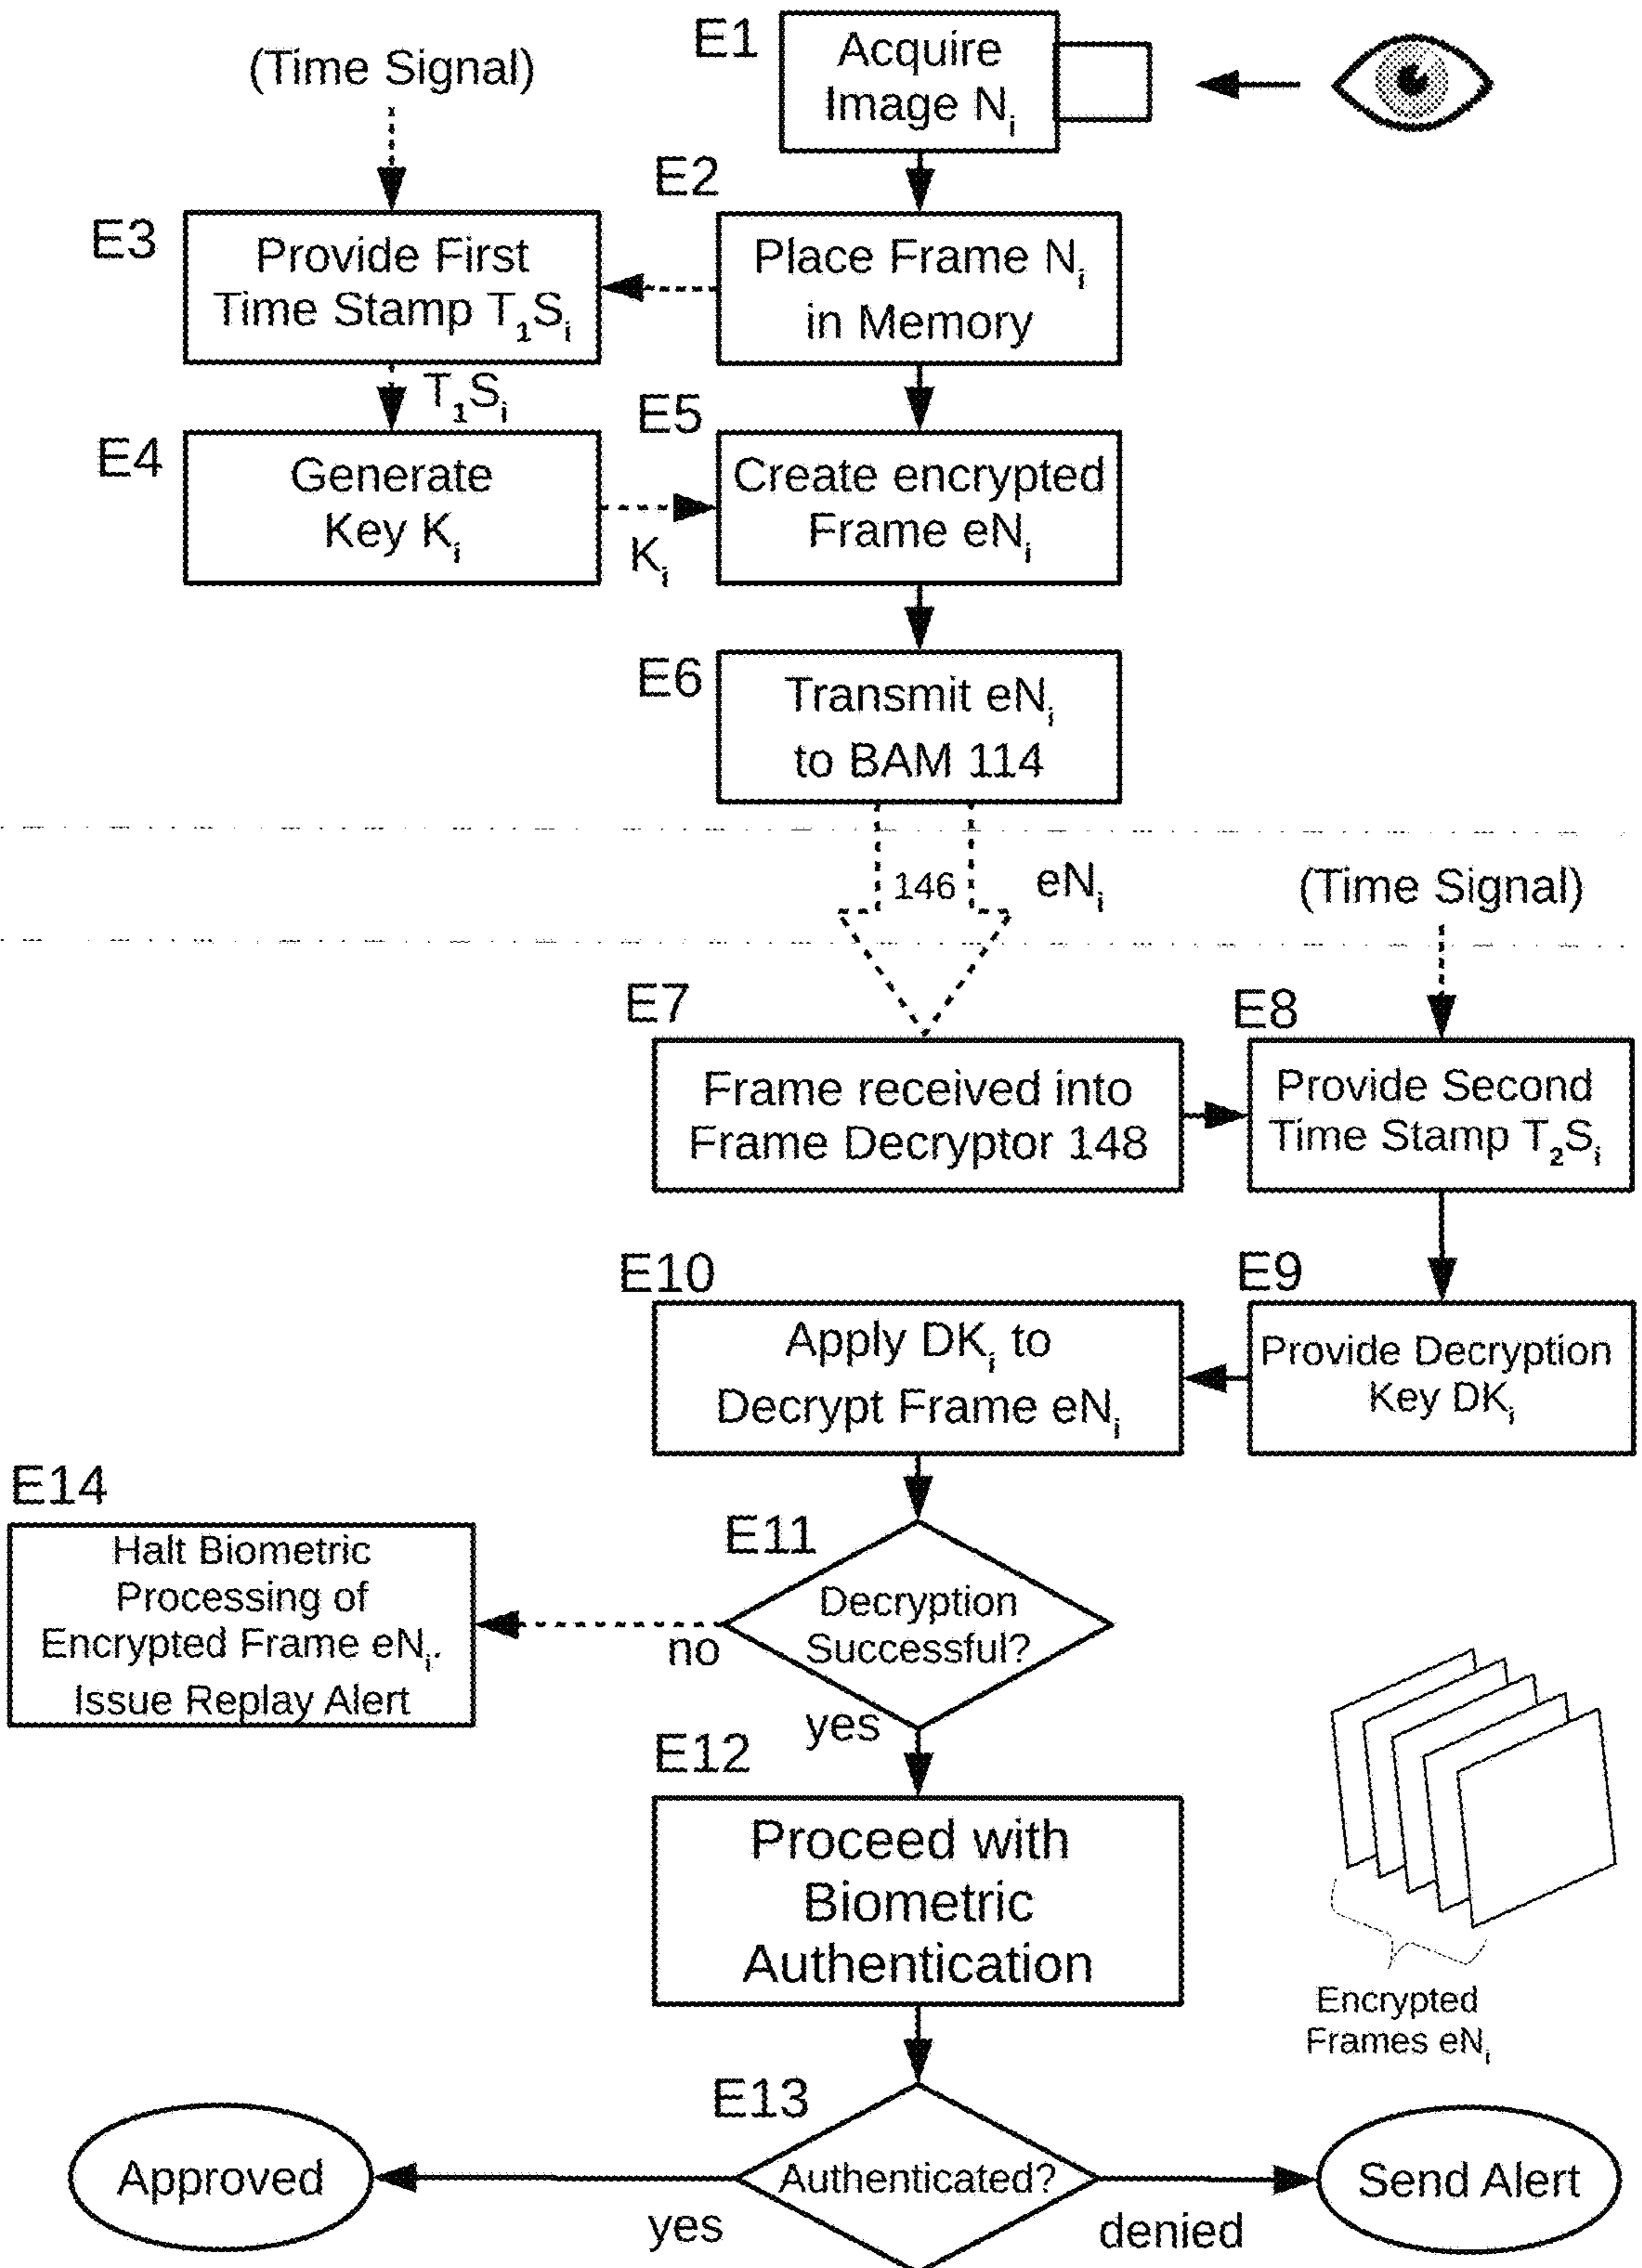 E1
Acquire
Image Nᵢ
(Time Signal)
E2
Place Frame Nᵢ
in Memory
E3
Provide First
Time Stamp T₁Sᵢ
T₁Sᵢ
E4
Generate
Key Kᵢ
Kᵢ
E5
Create encrypted
Frame eNᵢ
E6
Transmit eNᵢ
to BAM 114
146
eNᵢ
(Time Signal)
E7
Frame received into
Frame Decryptor 148
E8
Provide Second
Time Stamp T₂Sᵢ
E9
Provide Decryption
Key DKᵢ
E10
Apply DKᵢ to
Decrypt Frame eNᵢ
E11
Decryption
Successful?
no
yes
E14
Halt Biometric
Processing of
Encrypted Frame eNᵢ.
Issue Replay Alert
E12
Proceed with
Biometric
Authentication
Encrypted
Frames eNᵢ
E13
Authenticated?
yes
denied
Approved
Send Alert